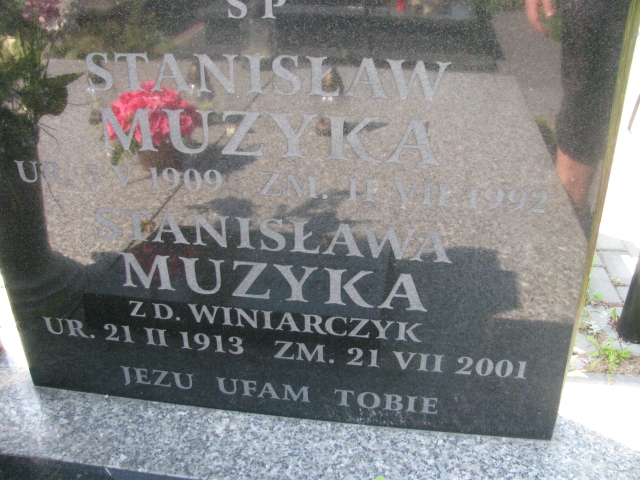 ŚP
STANISŁAW
MUZYKA
UR. 3 V 1909 ZM. 11 VII 1992
STANISŁAWA
MUZYKA
Z D. WINIARCZYK
UR. 21 II 1913 ZM. 21 VII 2001
JEZU UFAM TOBIE